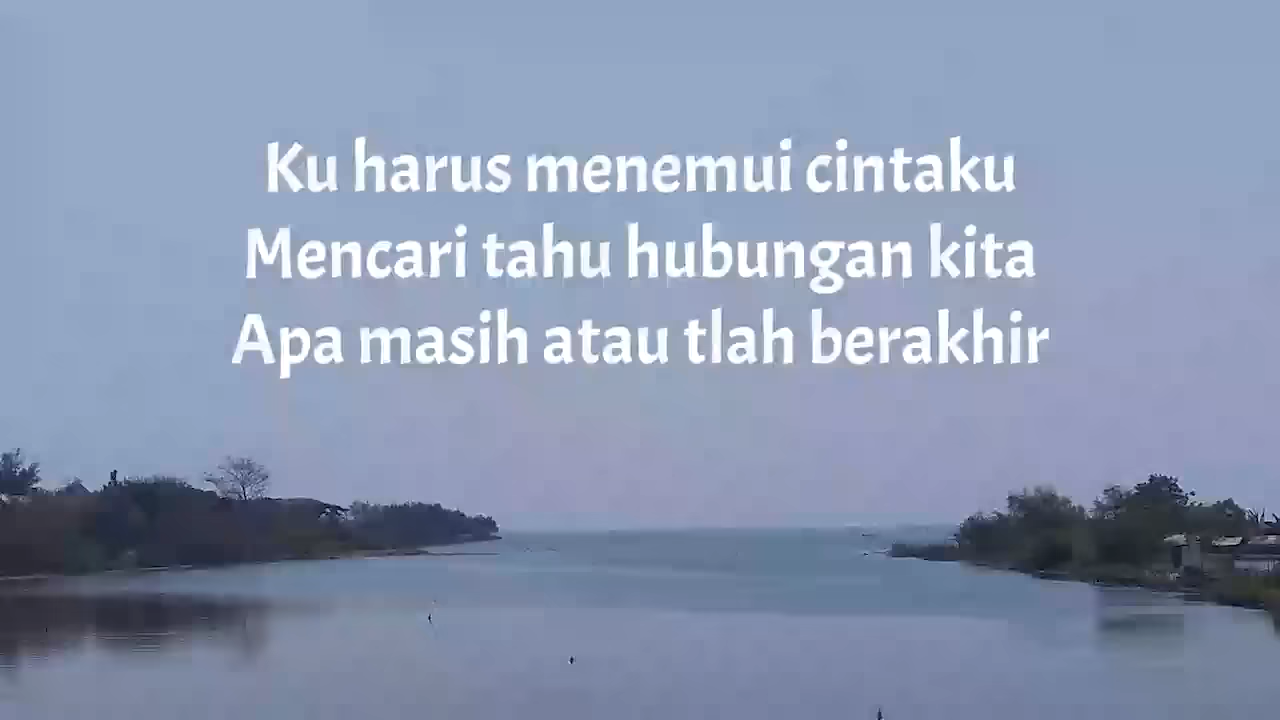 Ku harus menemui cintaku
Mencari tahu hubungan kita
Apa masih atau tlah berakhir